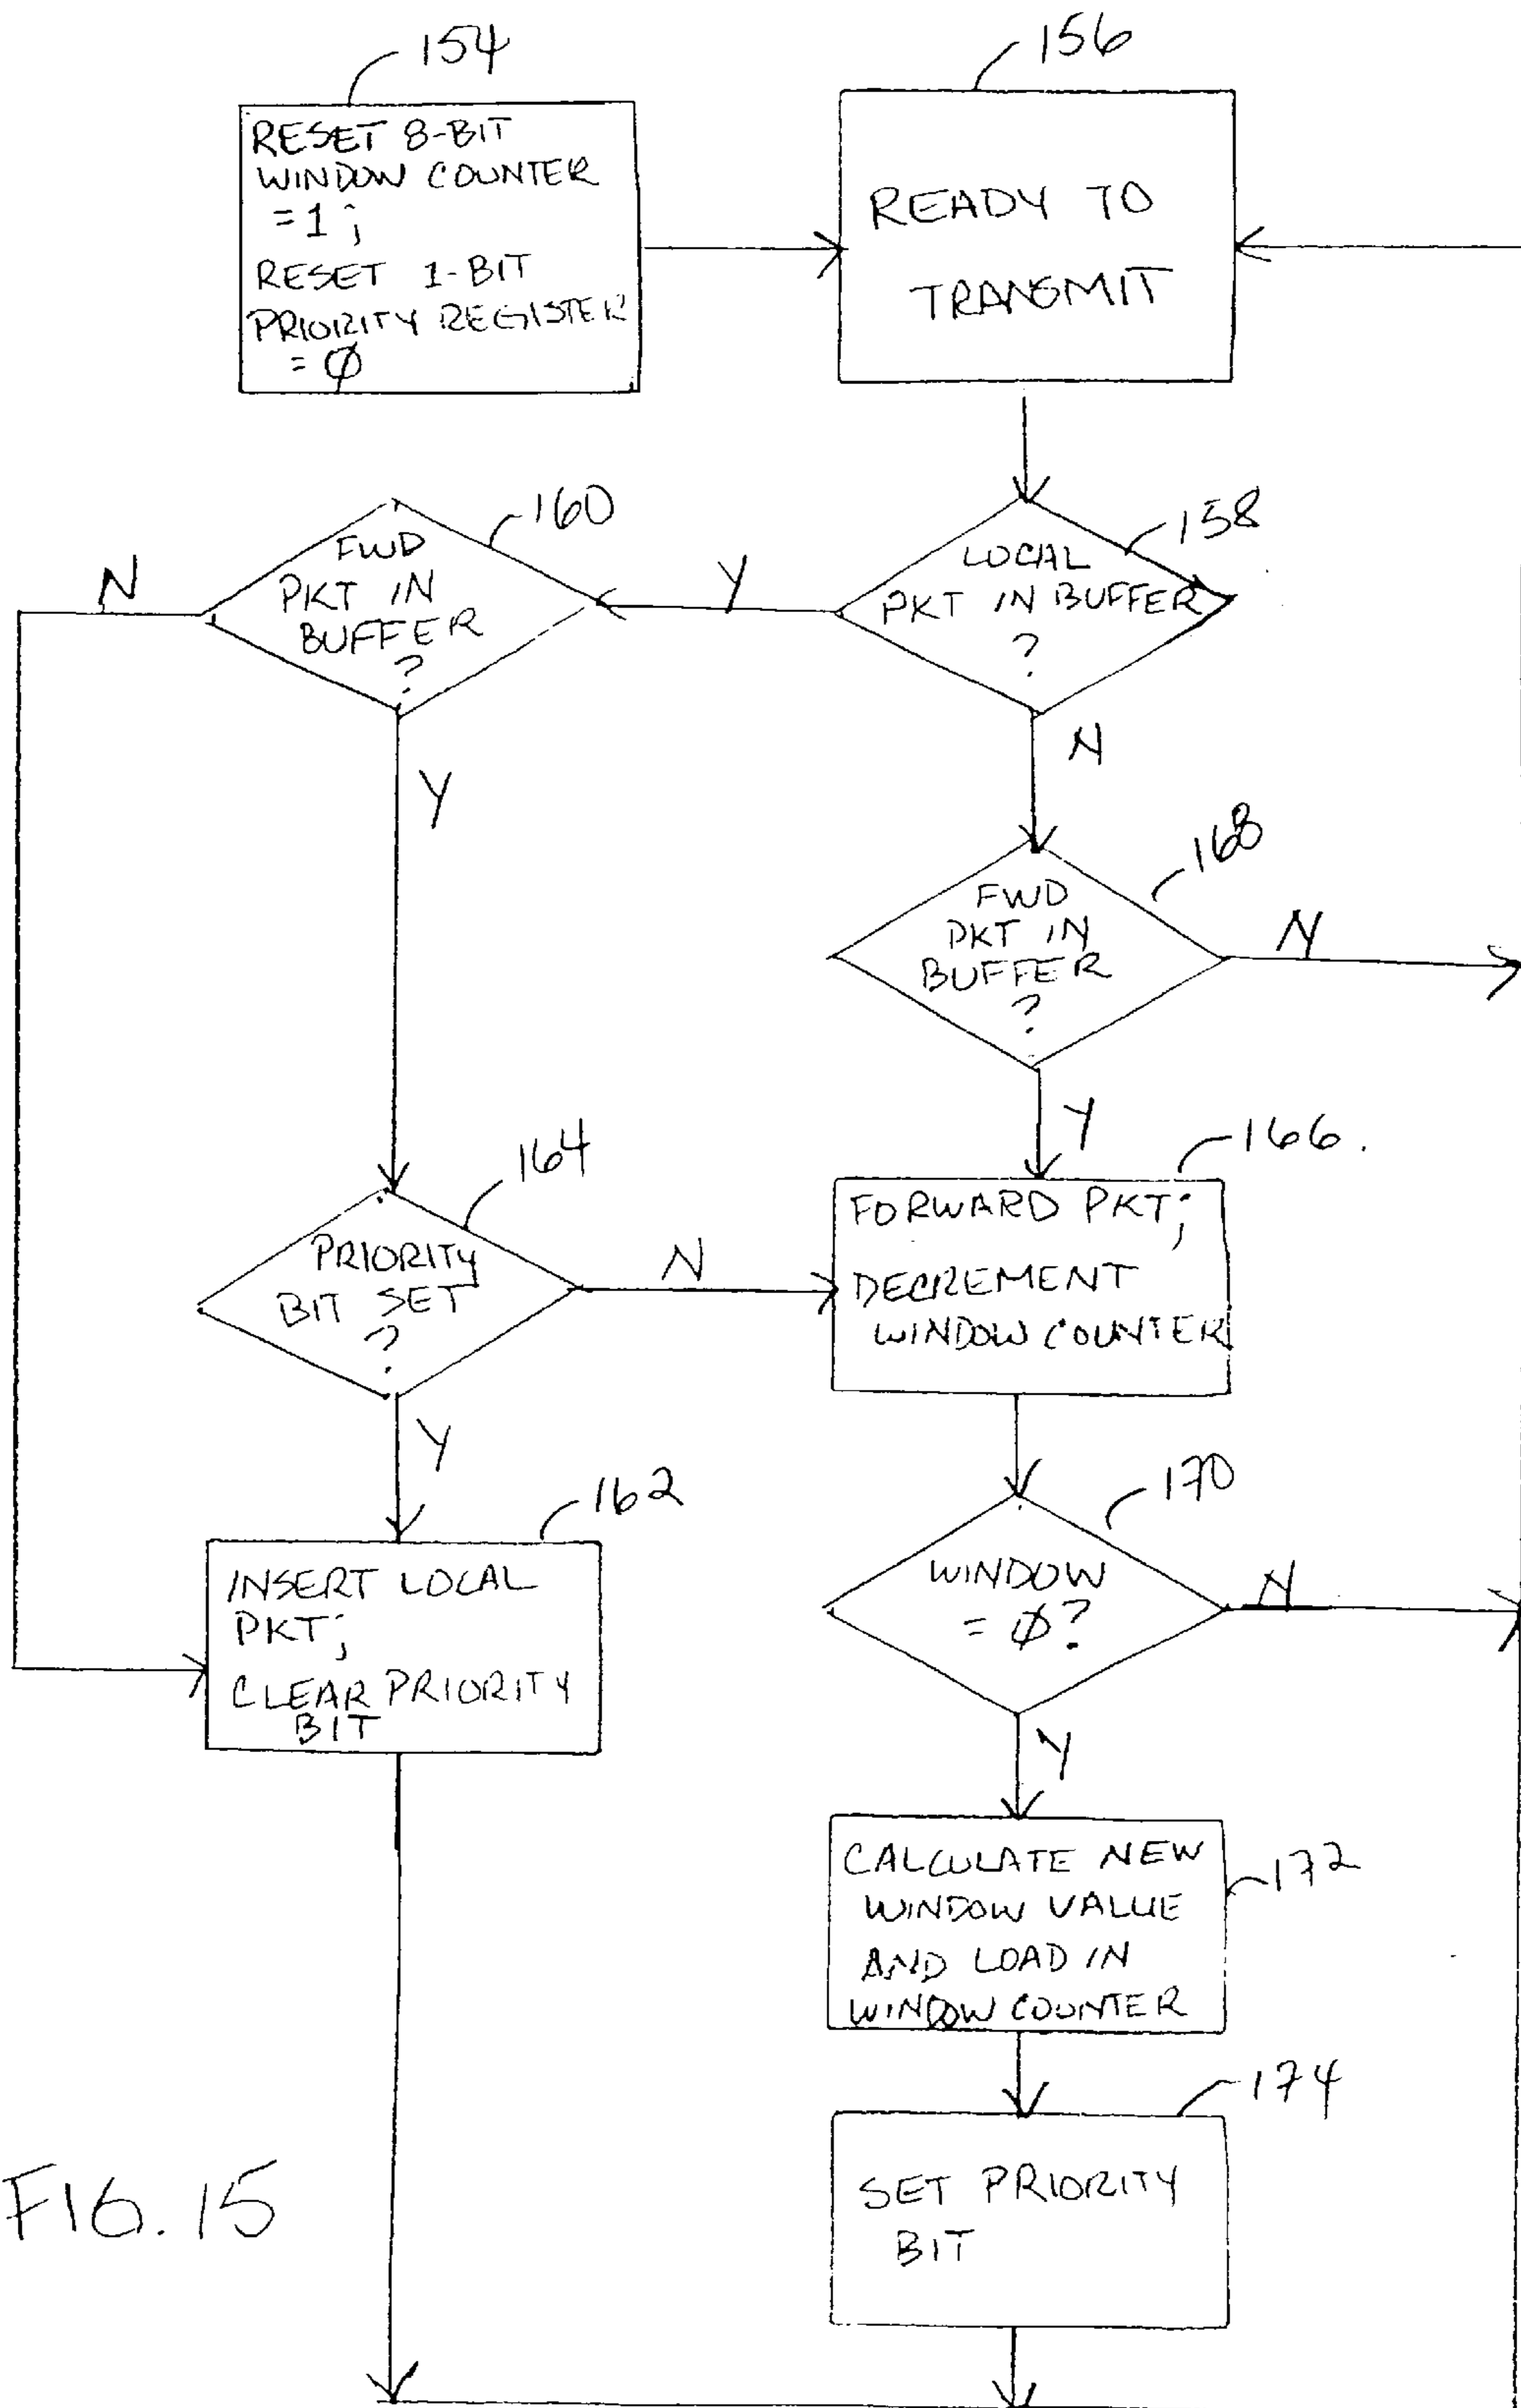 154
RESET 8-BIT
WINDOW COUNTER
=1;
RESET 1-BIT
PRIORITY REGISTER
= Ø
156
READY TO
TRANSMIT
160
FWD
PKT IN
BUFFER
?
N
Y
158
LOCAL
PKT IN BUFFER
?
Y
N
168
FWD
PKT IN
BUFFER
?
N
Y
164
PRIORITY
BIT SET
?
N
Y
166.
FORWARD PKT;
DECREMENT
WINDOW COUNTER
162
INSERT LOCAL
PKT;
CLEAR PRIORITY
BIT
170
WINDOW
= Ø?
N
Y
172
CALCULATE NEW
WINDOW VALUE
AND LOAD IN
WINDOW COUNTER
174
SET PRIORITY
BIT
FIG. 15